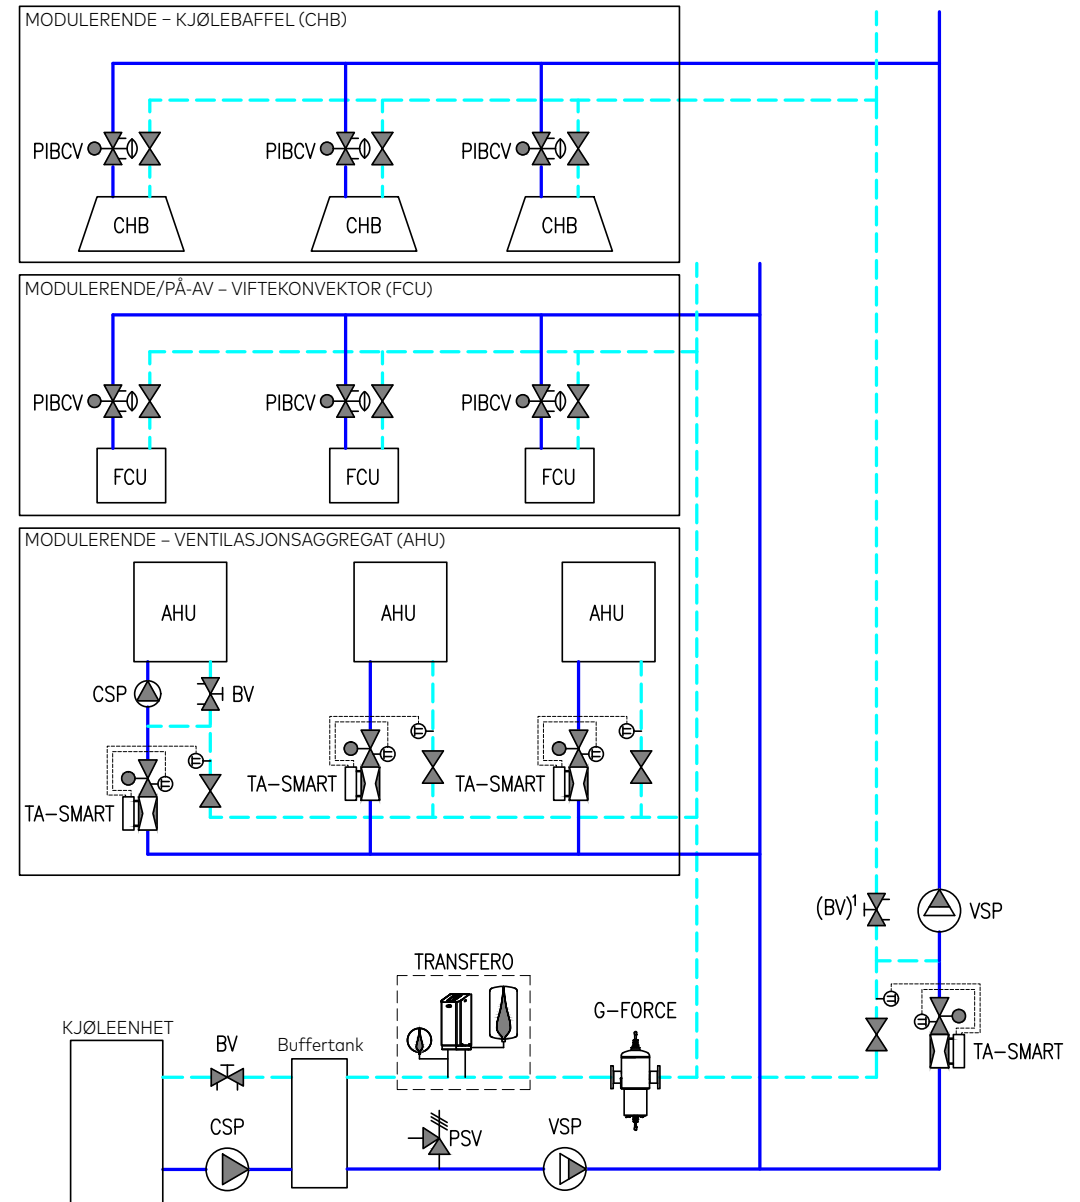 MODULERENDE – KJØLEBAFFEL (CHB)
PIBCV PIBCV PIBCV
CHB CHB CHB
MODULERENDE/PÅ-AV – VIFTEKONVEKTOR (FCU)
PIBCV PIBCV PIBCV
FCU FCU FCU
MODULERENDE – VENTILASJONSAGGREGAT (AHU)
AHU AHU AHU
CSP BV
TA-SMART TA-SMART TA-SMART
(BV)¹ VSP
TRANSFERO
G-FORCE
KJØLEENHET
BV
Buffertank
TA-SMART
CSP
PSV
VSP